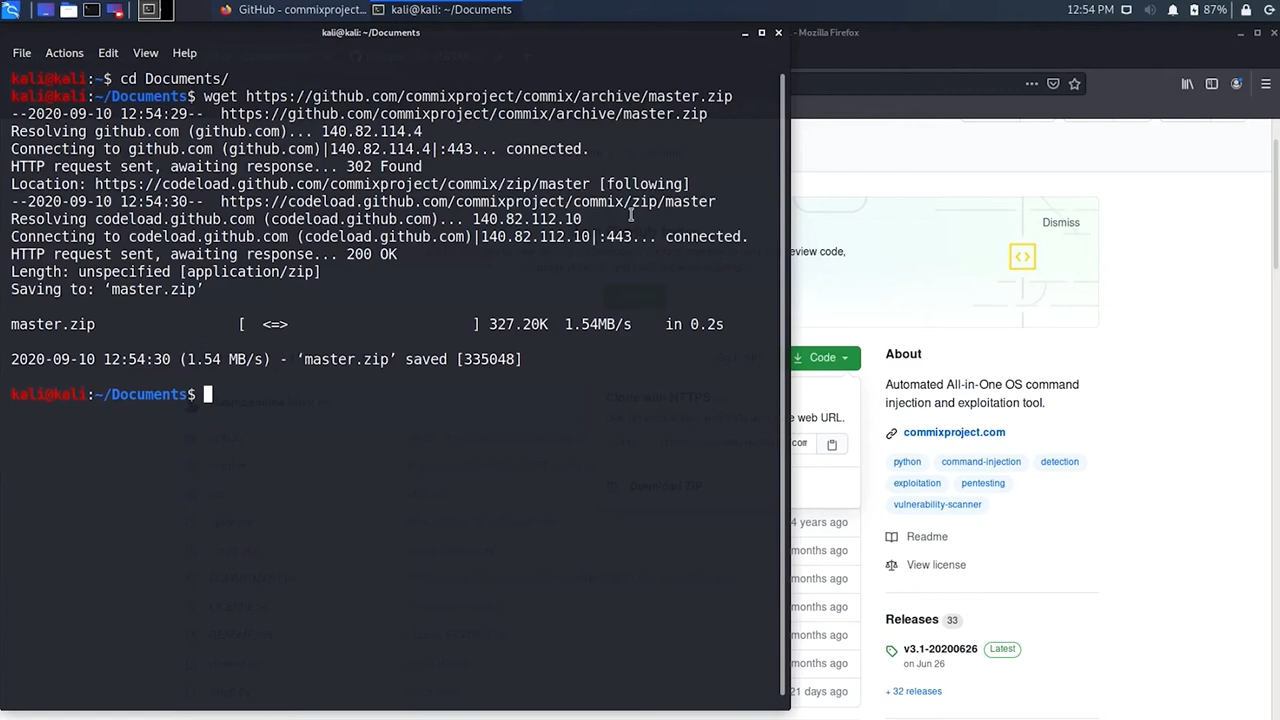 GitHub - commixproject...
kali@kali: ~/Documents
12:54 PM
87%
kali@kali: ~/Documents
- Mozilla Firefox
File Actions Edit View Help
kali@kali:~$ cd Documents/
kali@kali:~/Documents$ wget https://github.com/commixproject/commix/archive/master.zip
--2020-09-10 12:54:29-- https://github.com/commixproject/commix/archive/master.zip
Resolving github.com (github.com)... 140.82.114.4
Connecting to github.com (github.com)|140.82.114.4|:443... connected.
HTTP request sent, awaiting response... 302 Found
Location: https://codeload.github.com/commixproject/commix/zip/master [following]
--2020-09-10 12:54:30-- https://codeload.github.com/commixproject/commix/zip/master
Resolving codeload.github.com (codeload.github.com)... 140.82.112.10
Connecting to codeload.github.com (codeload.github.com)|140.82.112.10|:443... connected.
HTTP request sent, awaiting response... 200 OK
Length: unspecified [application/zip]
Saving to: ‘master.zip’
master.zip [ <=> ] 327.20K 1.54MB/s in 0.2s
2020-09-10 12:54:30 (1.54 MB/s) - ‘master.zip’ saved [335048]
kali@kali:~/Documents$
Dismiss
eview code,
Code
Clone with HTTPS
e web URL.
com
Download ZIP
4 years ago
months ago
months ago
months ago
months ago
months ago
21 days ago
About
Automated All-in-One OS command
injection and exploitation tool.
commixproject.com
python command-injection detection
exploitation pentesting
vulnerability-scanner
Readme
View license
Releases 33
v3.1-20200626 Latest
on Jun 26
+ 32 releases